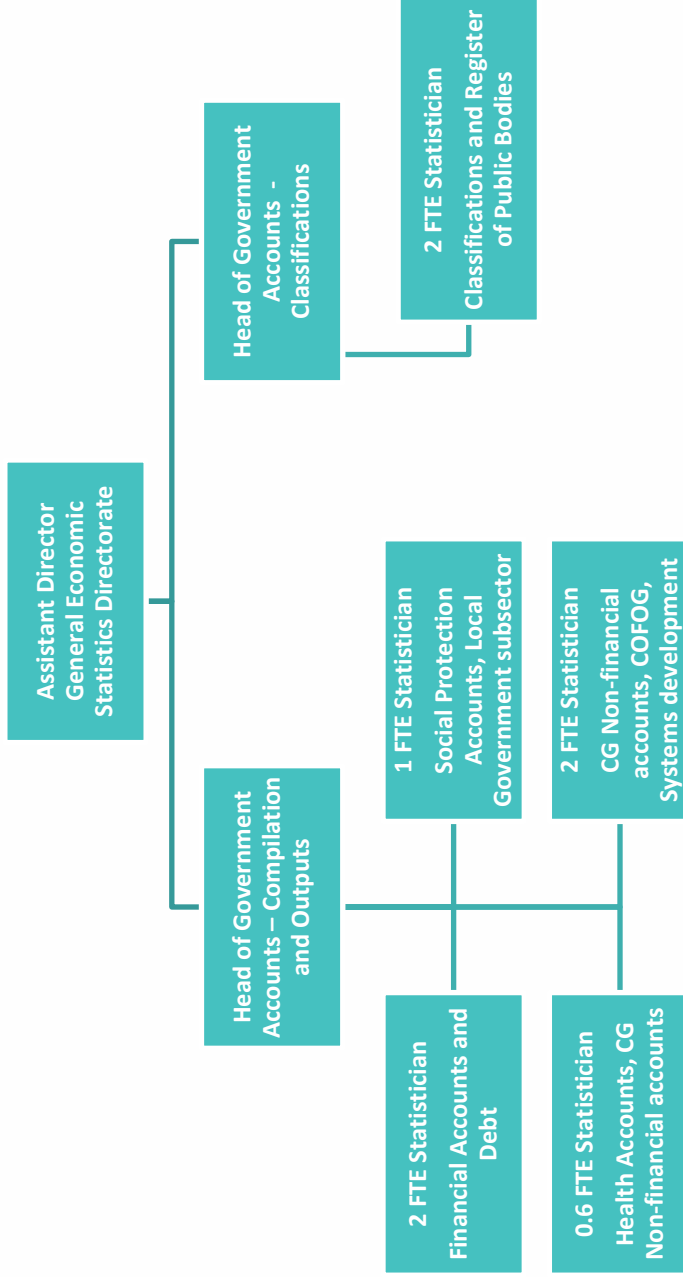 Assistant Director
General Economic
Statistics Directorate
Head of Government
Accounts – Compilation
and Outputs
Head of Government
Accounts -
Classifications
2 FTE Statistician
Financial Accounts and
Debt
1 FTE Statistician
Social Protection
Accounts, Local
Government subsector
2 FTE Statistician
Classifications and Register
of Public Bodies
0.6 FTE Statistician
Health Accounts, CG
Non-financial accounts
2 FTE Statistician
CG Non-financial
accounts, COFOG,
Systems development